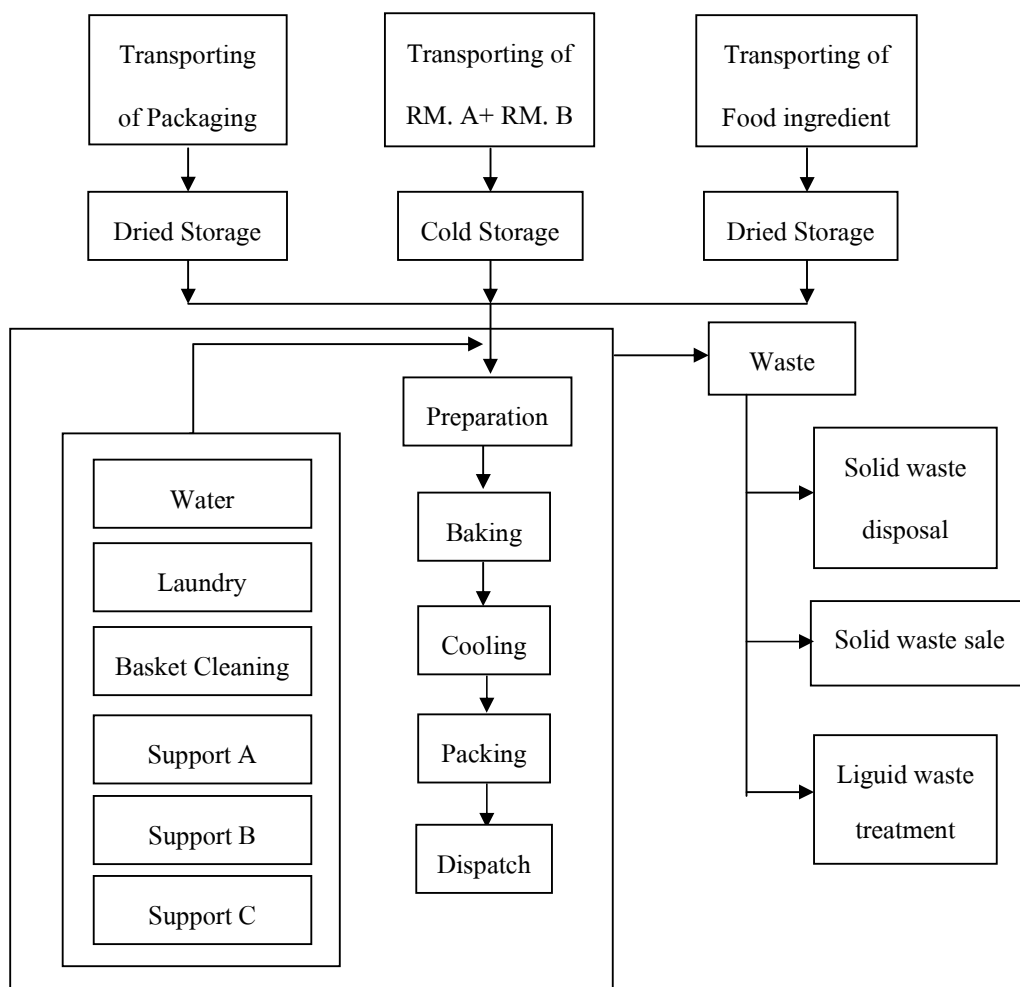 Transporting
of Packaging
Transporting of
RM. A+ RM. B
Transporting of
Food ingredient
Dried Storage
Cold Storage
Dried Storage
Waste
Preparation
Baking
Cooling
Packing
Dispatch
Water
Laundry
Basket Cleaning
Support A
Support B
Support C
Solid waste
disposal
Solid waste sale
Liguid waste
treatment